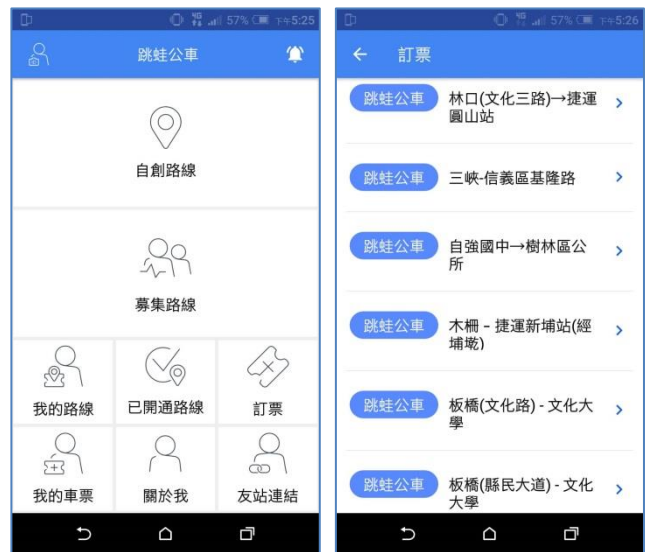 4G 57% 下午5:25
跳蛙公車
自創路線
募集路線
我的路線 已開通路線 訂票
我的車票 關於我 友站連結
4G 57% 下午5:26
訂票
跳蛙公車 林口(文化三路)→捷運
圓山站
跳蛙公車 三峽-信義區基隆路
跳蛙公車 自強國中→樹林區公
所
跳蛙公車 木柵 - 捷運新埔站(經
埔墘)
跳蛙公車 板橋(文化路) - 文化大
學
跳蛙公車 板橋(縣民大道) - 文化
大學